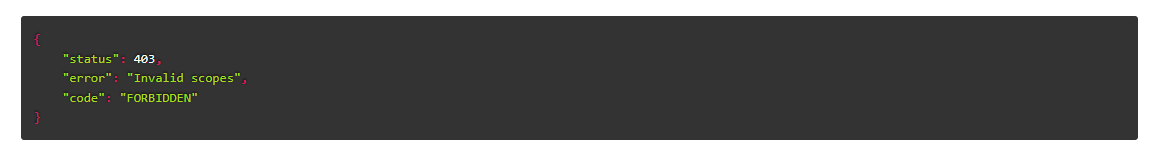 {
    "status": 403,
    "error": "Invalid scopes",
    "code": "FORBIDDEN"
}